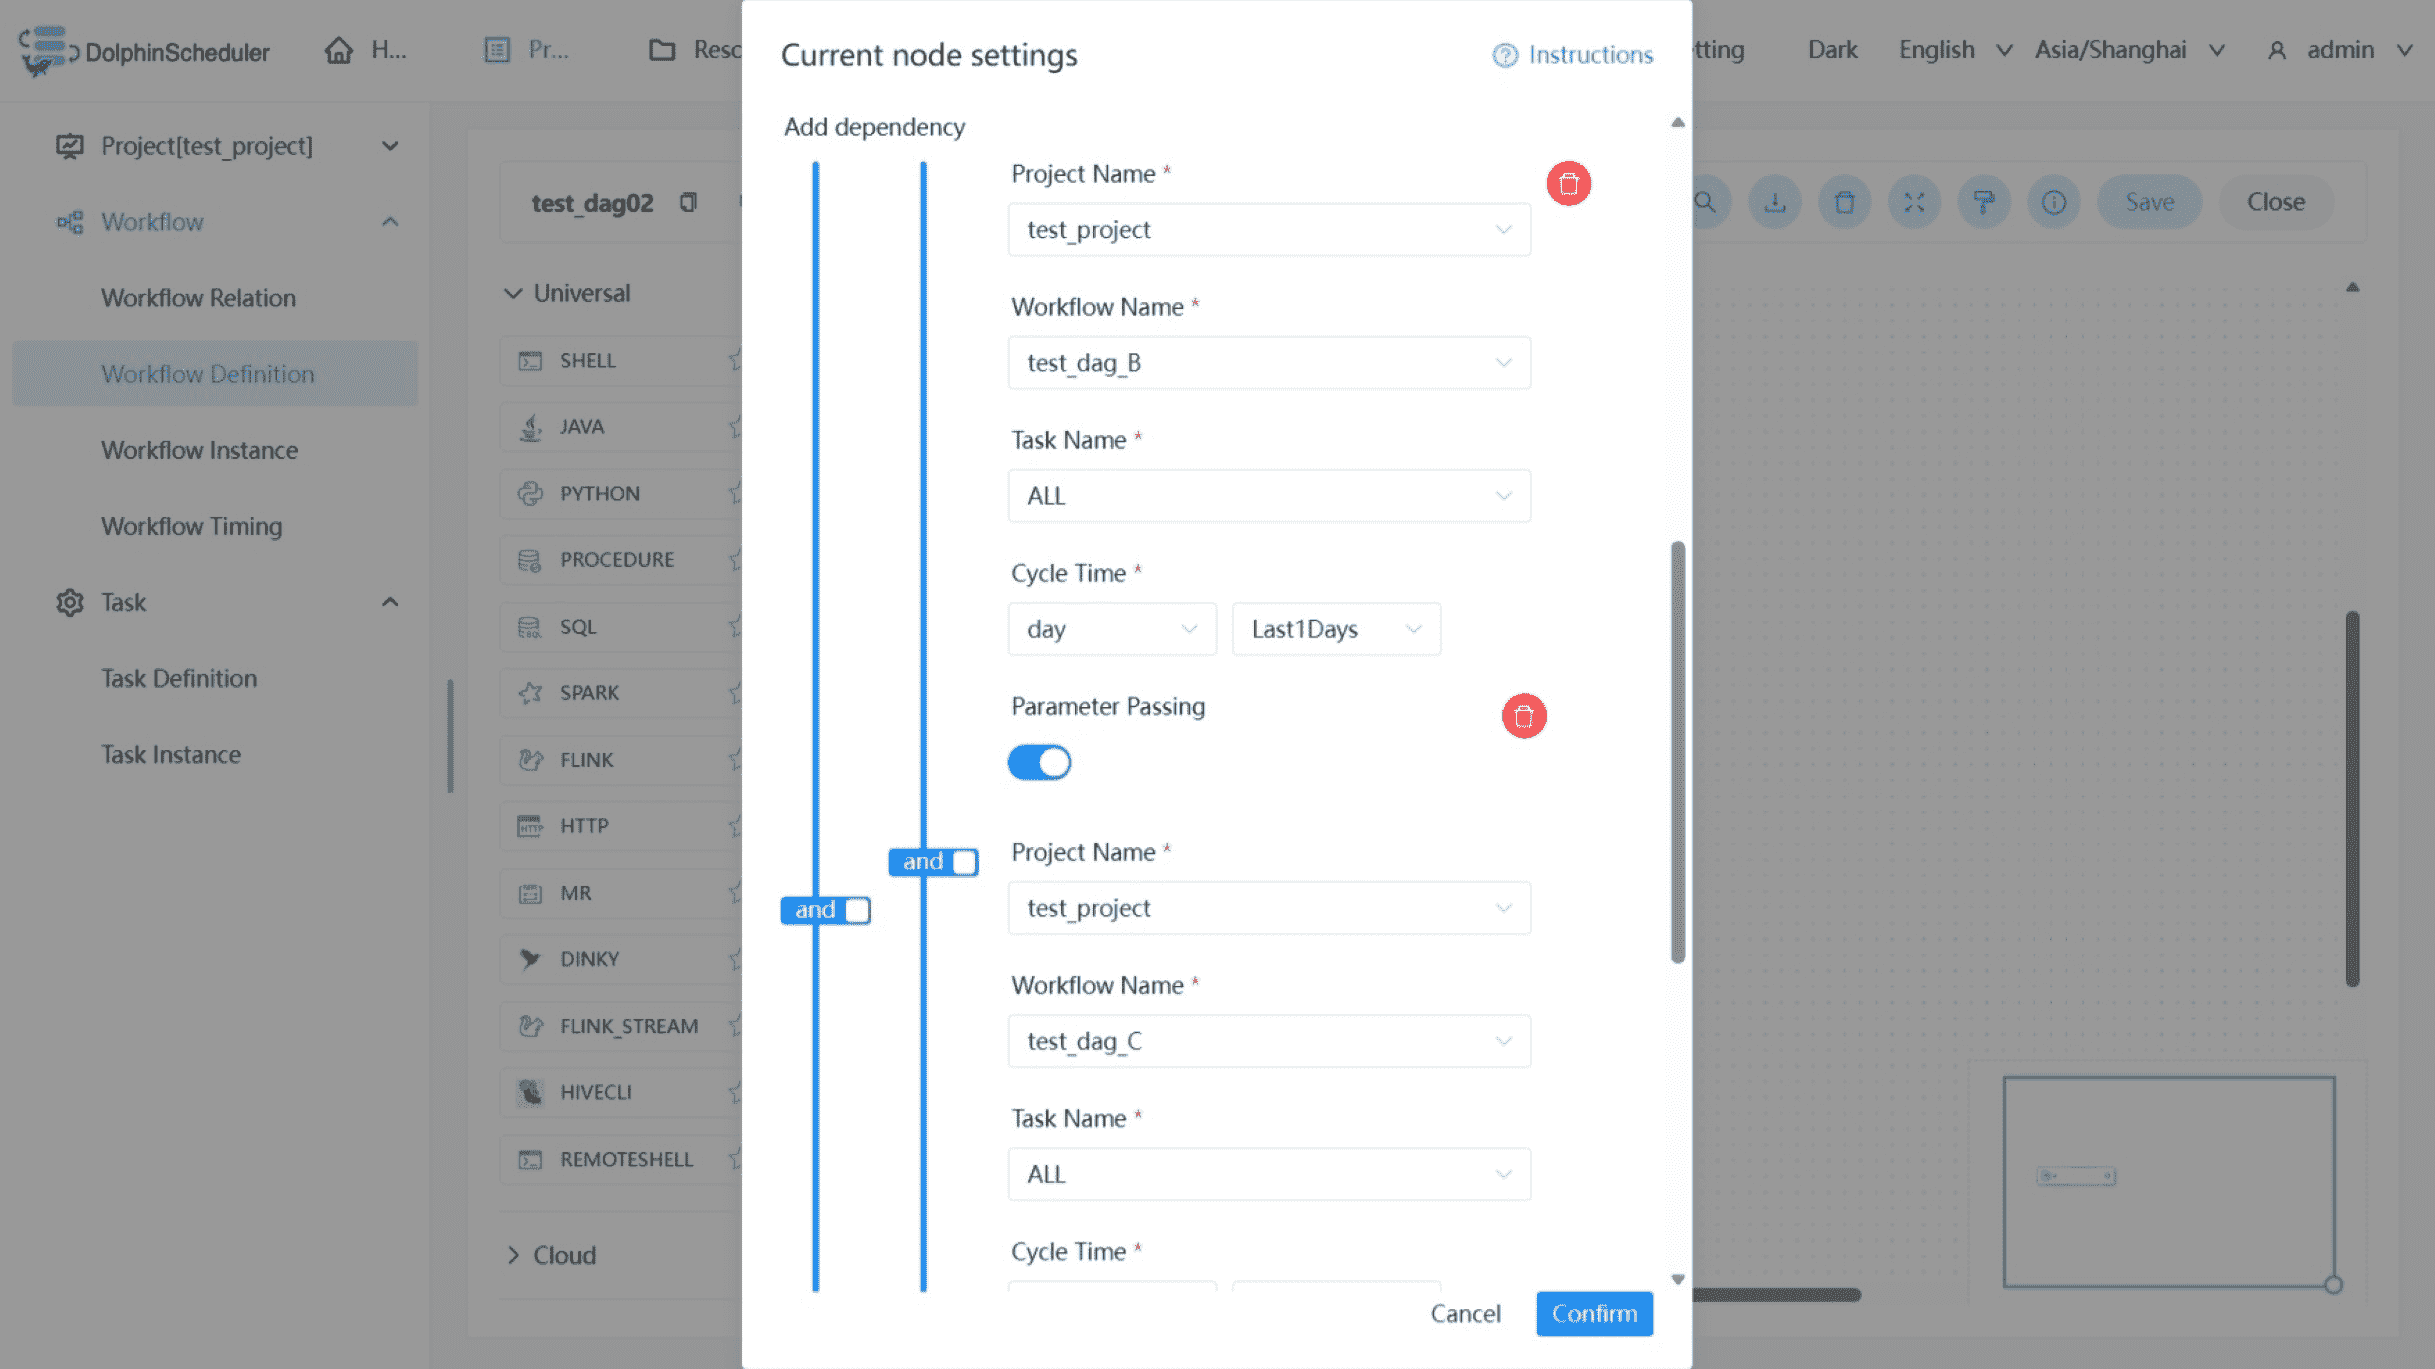 DolphinScheduler
H...
Pr...
Resc
tting
Dark
English
Asia/Shanghai
admin
Project[test_project]
Workflow
Workflow Relation
Workflow Definition
Workflow Instance
Workflow Timing
Task
Task Definition
Task Instance
test_dag02
Save
Close
Universal
SHELL
JAVA
PYTHON
PROCEDURE
SQL
SPARK
FLINK
HTTP
MR
DINKY
FLINK_STREAM
HIVECLI
REMOTESHELL
Cloud
Current node settings
Instructions
Add dependency
Project Name *
test_project
Workflow Name *
test_dag_B
Task Name *
ALL
Cycle Time *
day
Last1Days
Parameter Passing
and
and
Project Name *
test_project
Workflow Name *
test_dag_C
Task Name *
ALL
Cycle Time *
Cancel
Confirm